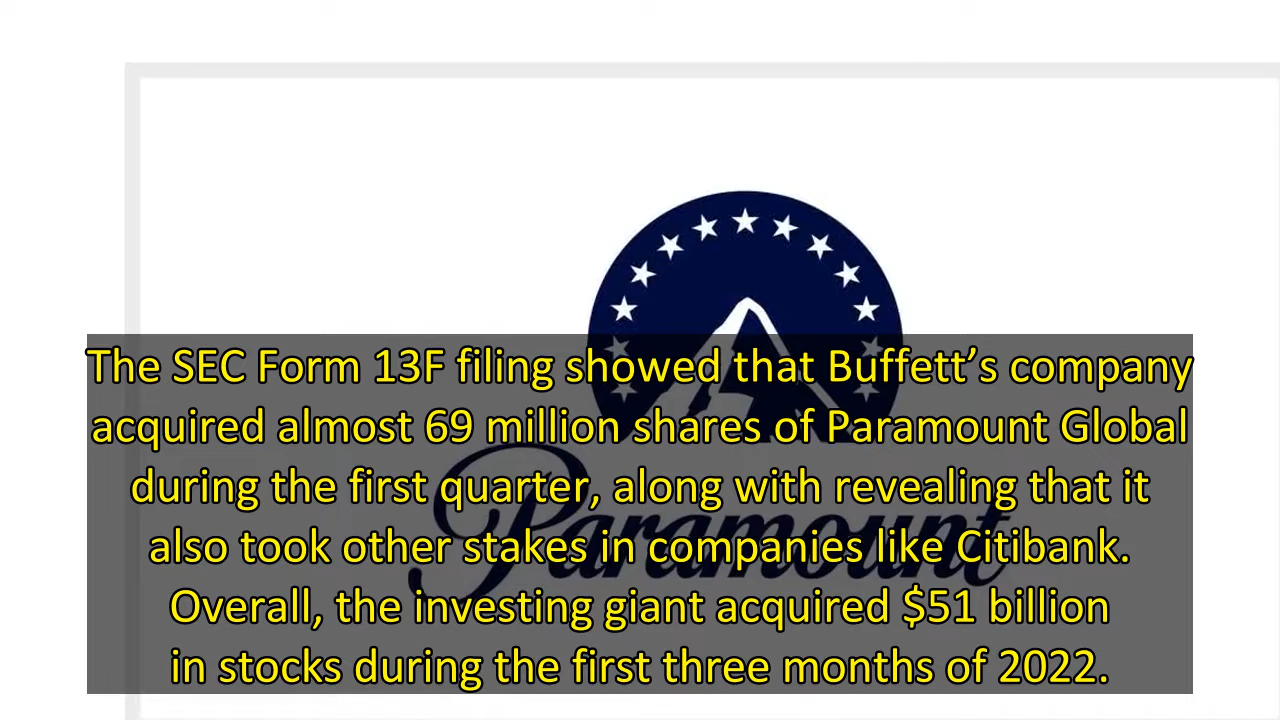 The SEC Form 13F filing showed that Buffett’s company
acquired almost 69 million shares of Paramount Global
during the first quarter, along with revealing that it
also took other stakes in companies like Citibank.
Overall, the investing giant acquired $51 billion
in stocks during the first three months of 2022.
Paramount